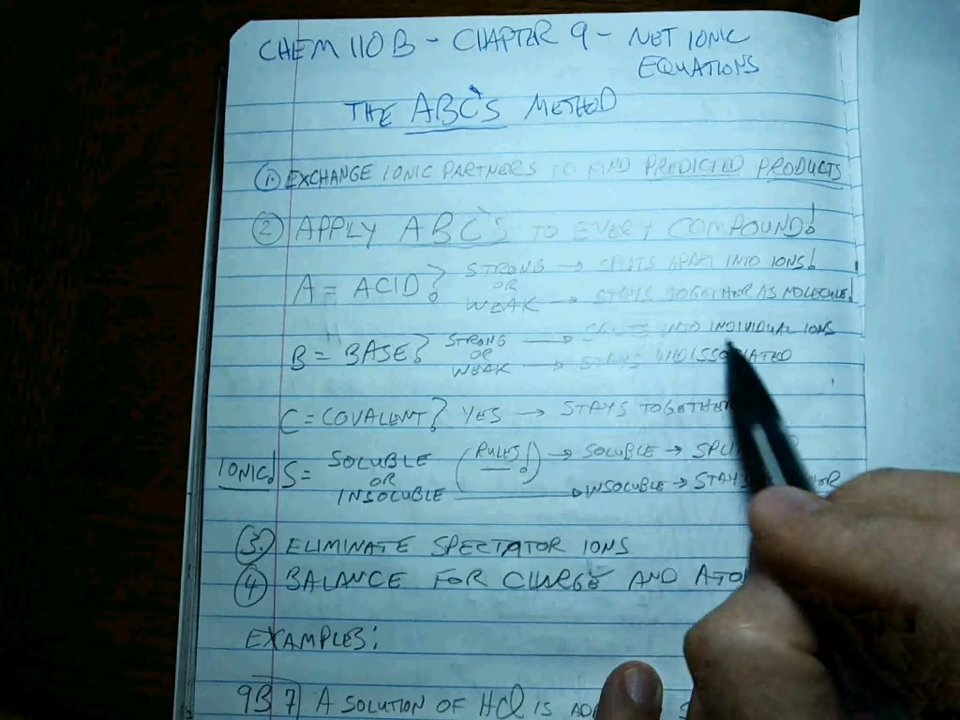 CHEM 110B - CHAPTER 9 - NET IONIC
EQUATIONS
THE ABC'S METHOD
① EXCHANGE IONIC PARTNERS TO FIND PREDICTED PRODUCTS
② APPLY ABC'S TO EVERY COMPOUND!
A = ACID? STRONG → SPLITS APART INTO IONS!
OR
WEAK → STAYS TOGETHER AS MOLECULE!
B = BASE? STRONG → SPLITS INTO INDIVIDUAL IONS
OR
WEAK → STAYS UNDISSOCIATED
C = COVALENT? YES → STAYS TOGETHER
IONIC! S = SOLUBLE (RULES!) → SOLUBLE →
OR
INSOLUBLE → INSOLUBLE → STAYS
③ ELIMINATE SPECTATOR IONS
④ BALANCE FOR CHARGE AND
EXAMPLES:
9B7 A SOLUTION OF HCl IS